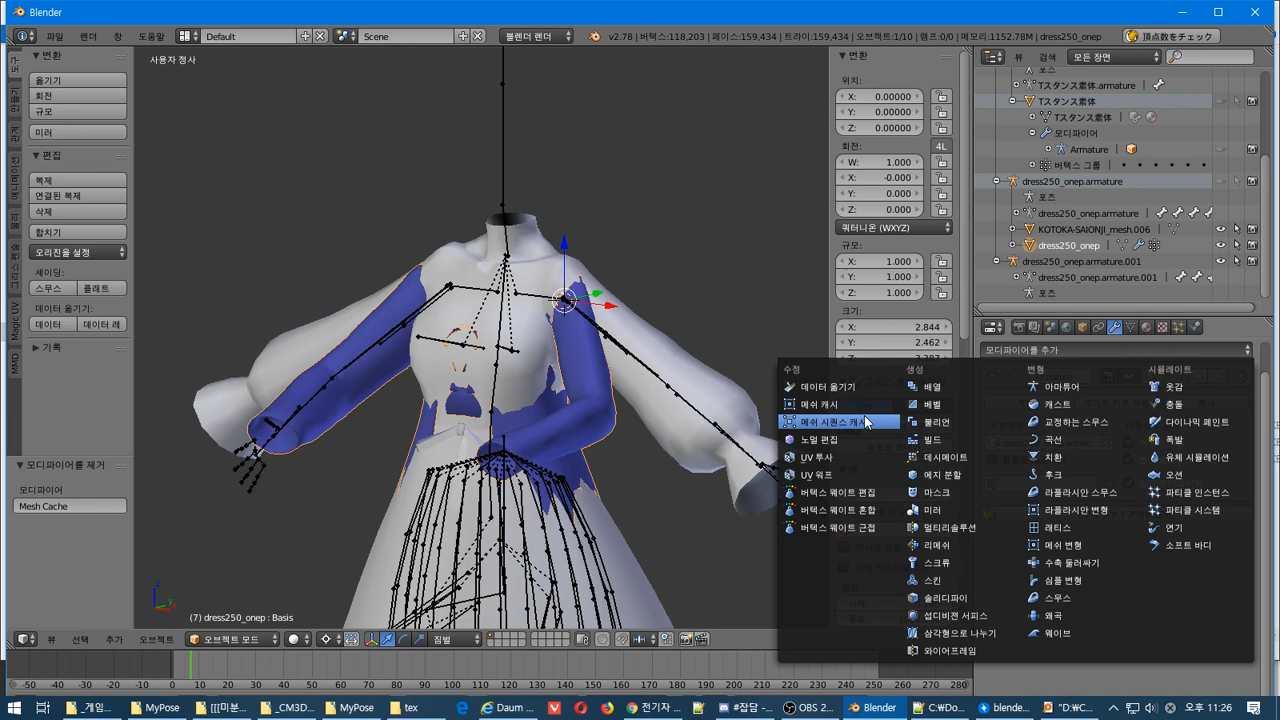 Blender
파일 렌더 창 도움말 Default Scene 블렌더 렌더 v2.78 | 버텍스:118,203 | 페이스:159,434 | 트라이:159,434 | 오브젝트:1/10 | 램프:0/0 | 메모리:1152.78M | dress250_onep 頂点数をチェック
변환
옮기기
회전
규모
미러
편집
복제
연결된 복제
삭제
합치기
오리진을 설정
셰이딩:
스무스 플래트
데이터 옮기기:
데이터 데이터 레
기록
애니메이션
Magic UV
MMD
모디파이어를 제거
모디파이어
Mesh Cache
사용자 정사
(7) dress250_onep : Basis
변환
위치:
X: 0.00000
Y: 0.00000
Z: 0.00000
회전: 4L
W: 1.000
X: -0.000
Y: 0.000
Z: 0.000
쿼터니온 (WXYZ)
규모:
X: 1.000
Y: 1.000
Z: 1.000
크기:
X: 2.844
Y: 2.462
뷰 검색 모든 장면
포즈
Tスタンス素体.armature
Tスタンス素体
Tスタンス素体
모디파이어
Armature
버텍스 그룹
dress250_onep.armature
포즈
dress250_onep.armature
KOTOKA-SAIONJI_mesh.006
dress250_onep
dress250_onep.armature.001
dress250_onep.armature.001
포즈
모디파이어를 추가
수정
데이터 옮기기
메쉬 캐시
메쉬 시퀀스 캐시
노멀 편집
UV 투사
UV 워프
버텍스 웨이트 편집
버텍스 웨이트 혼합
버텍스 웨이트 근접
생성
배열
베벨
불리언
빌드
데시메이트
에지 분할
마스크
미러
멀티리솔루션
리메쉬
스크류
스킨
솔리디파이
섭디비젼 서피스
삼각형으로 나누기
와이어프레임
변형
아마튜어
캐스트
교정하는 스무스
곡선
치환
후크
라플라시안 스무스
라플라시안 변형
래티스
메쉬 변형
수축 둘러싸기
심플 변형
스무스
왜곡
웨이브
시뮬레이트
옷감
충돌
다이나믹 페인트
폭발
유체 시뮬레이션
오션
파티클 인스턴스
파티클 시스템
연기
소프트 바디
뷰 선택 추가 오브젝트 오브젝트 모드 짐벌
-50 -40 -30 -20 -10 0 10 20 30 40 50 60 70 80 90 100 110 120 130 140 150 160 170 180 190 200 210 220 230 240 250 260 270 280
_게임... MyPose [[[미분... _CM3D... MyPose tex Daum ... 전기자 ... #잡담 - ... OBS 2... Blender C:₩Do... blende... "D:₩C... 오후 11:26